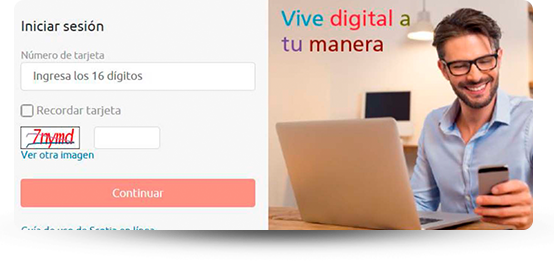 Iniciar sesión
Número de tarjeta
Ingresa los 16 dígitos
Recordar tarjeta
7nymd
Ver otra imagen
Continuar
Guía de uso de Scotia en línea
Vive digital a
tu manera